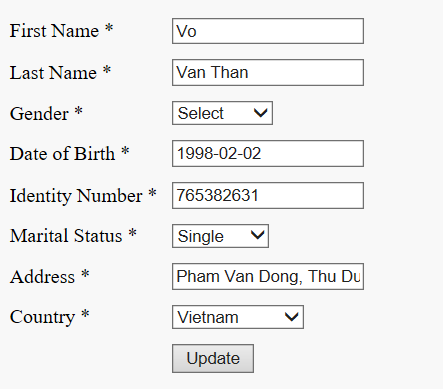 First Name * Vo
Last Name * Van Than
Gender * Select
Date of Birth * 1998-02-02
Identity Number * 765382631
Marital Status * Single
Address * Pham Van Dong, Thu Du
Country * Vietnam
Update